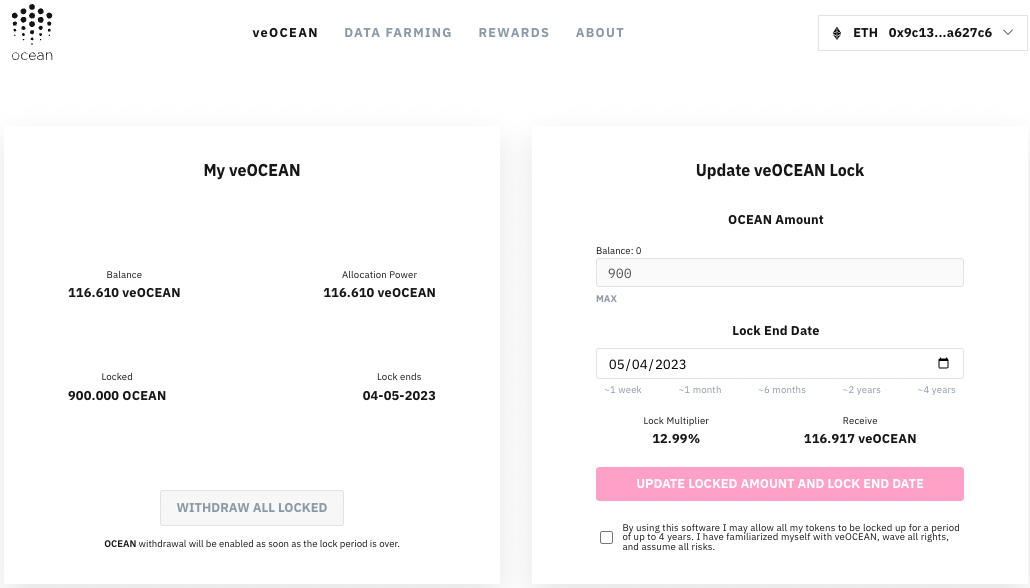 ocean
veOCEAN DATA FARMING REWARDS ABOUT
ETH 0x9c13...a627c6
My veOCEAN
Balance
116.610 veOCEAN
Allocation Power
116.610 veOCEAN
Locked
900.000 OCEAN
Lock ends
04-05-2023
WITHDRAW ALL LOCKED
OCEAN withdrawal will be enabled as soon as the lock period is over.
Update veOCEAN Lock
OCEAN Amount
Balance: 0
900
MAX
Lock End Date
05/04/2023
~1 week ~1 month ~6 months ~2 years ~4 years
Lock Multiplier
12.99%
Receive
116.917 veOCEAN
UPDATE LOCKED AMOUNT AND LOCK END DATE
By using this software I may allow all my tokens to be locked up for a period
of up to 4 years. I have familiarized myself with veOCEAN, wave all rights,
and assume all risks.